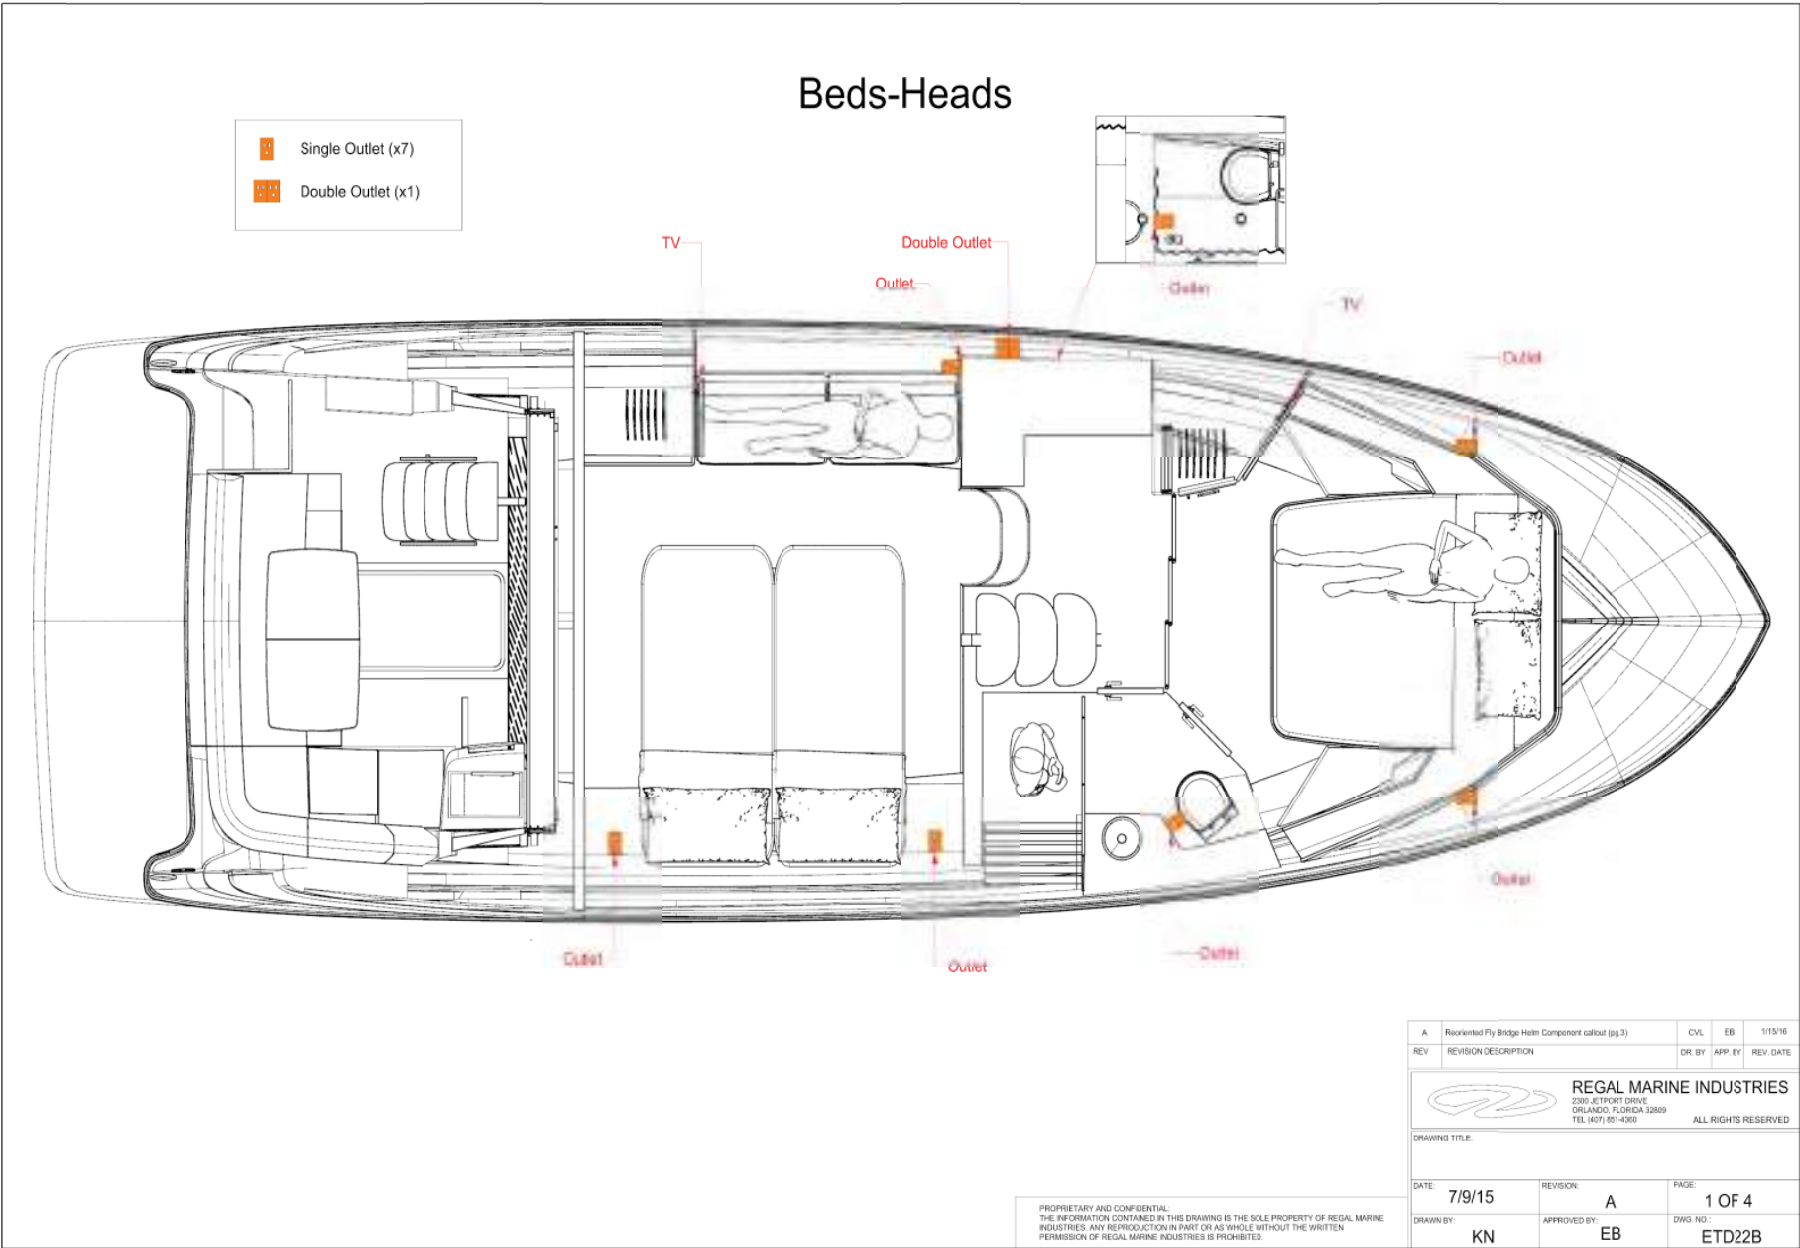 Beds-Heads
Single Outlet (x7)
Double Outlet (x1)
TV
Double Outlet
Outlet
Outlet
TV
Outlet
Outlet
Outlet
Outlet
Outlet
A Reoriented Fly Bridge Helm Component callout (pg.3) CVL EB 1/15/16
REV REVISION DESCRIPTION DR. BY APP. BY REV. DATE
REGAL MARINE INDUSTRIES
2300 JETPORT DRIVE
ORLANDO, FLORIDA 32809
TEL (407) 851-4360 ALL RIGHTS RESERVED
DRAWING TITLE:
DATE: 7/9/15 REVISION: A PAGE: 1 OF 4
DRAWN BY: KN APPROVED BY: EB DWG. NO.: ETD22B
PROPRIETARY AND CONFIDENTIAL:
THE INFORMATION CONTAINED IN THIS DRAWING IS THE SOLE PROPERTY OF REGAL MARINE
INDUSTRIES. ANY REPRODUCTION IN PART OR AS WHOLE WITHOUT THE WRITTEN
PERMISSION OF REGAL MARINE INDUSTRIES IS PROHIBITED.